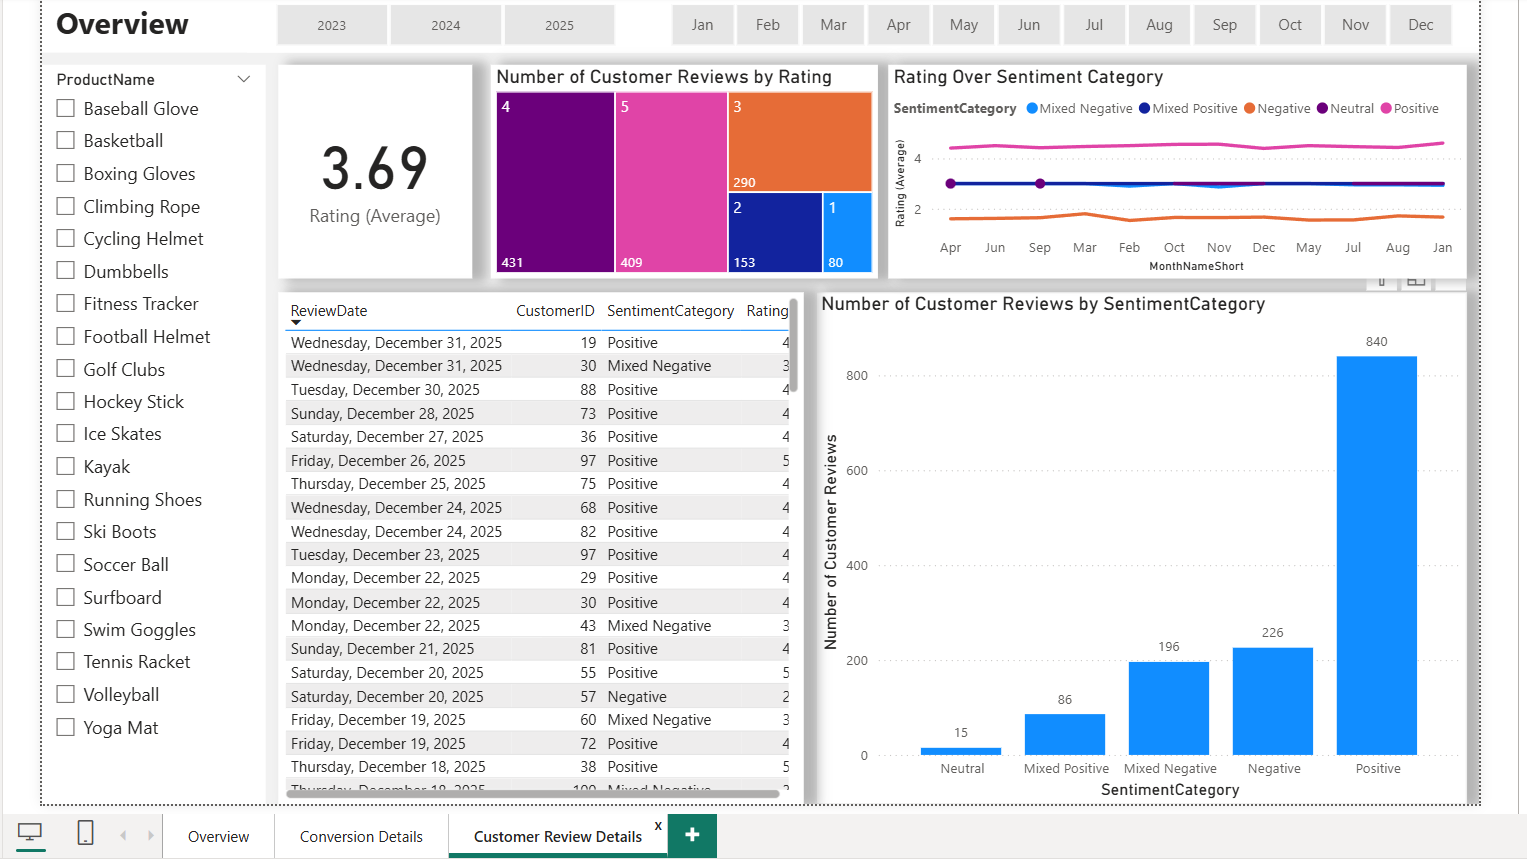 Overview
2023 2024 2025
Jan Feb Mar Apr May Jun Jul Aug Sep Oct Nov Dec
ProductName
Baseball Glove
Basketball
Boxing Gloves
Climbing Rope
Cycling Helmet
Dumbbells
Fitness Tracker
Football Helmet
Golf Clubs
Hockey Stick
Ice Skates
Kayak
Running Shoes
Ski Boots
Soccer Ball
Surfboard
Swim Goggles
Tennis Racket
Volleyball
Yoga Mat
3.69
Rating (Average)
Number of Customer Reviews by Rating
4
431
5
409
3
290
2
153
1
80
Rating Over Sentiment Category
SentimentCategory Mixed Negative Mixed Positive Negative Neutral Positive
Rating (Average)
4
2
Apr Jun Sep Mar Feb Oct Nov Dec May Jul Aug Jan
MonthNameShort
ReviewDate CustomerID SentimentCategory Rating
Wednesday, December 31, 2025 19 Positive 4
Wednesday, December 31, 2025 30 Mixed Negative 3
Tuesday, December 30, 2025 88 Positive 4
Sunday, December 28, 2025 73 Positive 4
Saturday, December 27, 2025 36 Positive 4
Friday, December 26, 2025 97 Positive 5
Thursday, December 25, 2025 75 Positive 4
Wednesday, December 24, 2025 68 Positive 4
Wednesday, December 24, 2025 82 Positive 4
Tuesday, December 23, 2025 97 Positive 4
Monday, December 22, 2025 29 Positive 4
Monday, December 22, 2025 30 Positive 4
Monday, December 22, 2025 43 Mixed Negative 3
Sunday, December 21, 2025 81 Positive 4
Saturday, December 20, 2025 55 Positive 5
Saturday, December 20, 2025 57 Negative 2
Friday, December 19, 2025 60 Mixed Negative 3
Friday, December 19, 2025 72 Positive 4
Thursday, December 18, 2025 38 Positive 5
Thursday, December 18, 2025 100 Mixed Negative
Number of Customer Reviews by SentimentCategory
Number of Customer Reviews
800
600
400
200
0
15
86
196
226
840
Neutral Mixed Positive Mixed Negative Negative Positive
SentimentCategory
Overview
Conversion Details
Customer Review Details
x
+